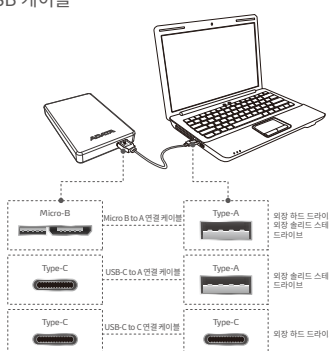 케이블
ADATA
Micro-B
Micro B to A 연결 케이블
Type-A
외장 하드 드라이
외장 솔리드 스테
드라이브
Type-C
USB-C to A 연결 케이블
Type-A
외장 솔리드 스테
드라이브
Type-C
USB-C to C 연결 케이블
Type-C
외장 하드 드라이